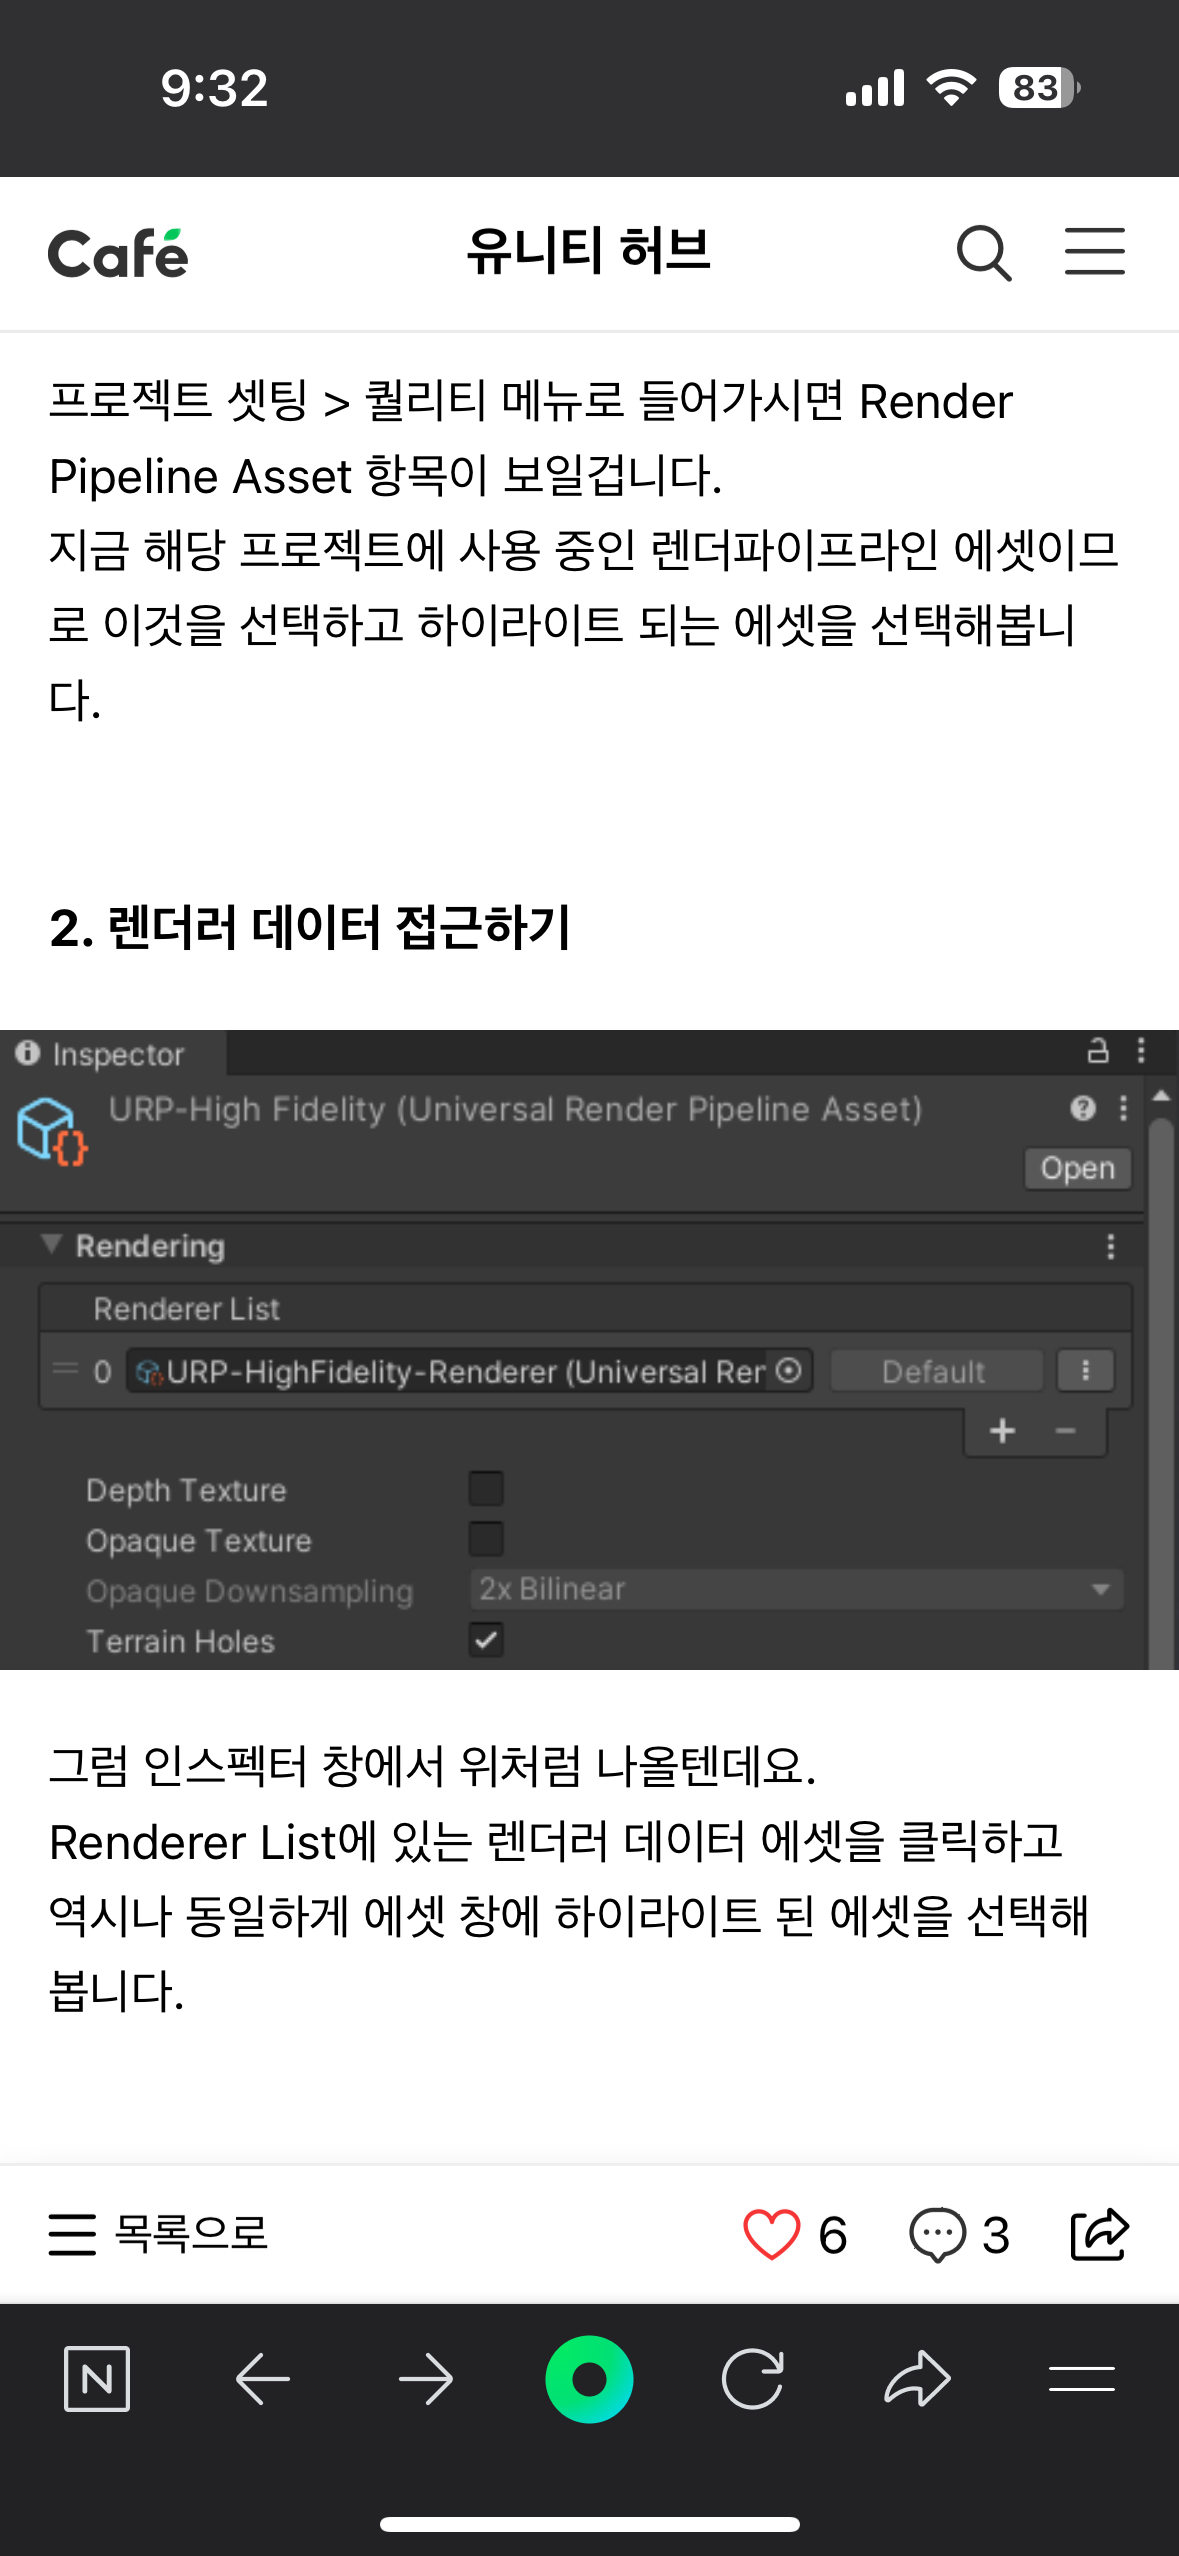 9:32
83
Café
유니티 허브
프로젝트 셋팅 > 퀄리티 메뉴로 들어가시면 Render
Pipeline Asset 항목이 보일겁니다.
지금 해당 프로젝트에 사용 중인 렌더파이프라인 에셋이므
로 이것을 선택하고 하이라이트 되는 에셋을 선택해봅니
다.
2. 렌더러 데이터 접근하기
Inspector
URP-High Fidelity (Universal Render Pipeline Asset)
Open
Rendering
Renderer List
0 URP-HighFidelity-Renderer (Universal Rer Default
Depth Texture
Opaque Texture
Opaque Downsampling 2x Bilinear
Terrain Holes
그럼 인스펙터 창에서 위처럼 나올텐데요.
Renderer List에 있는 렌더러 데이터 에셋을 클릭하고
역시나 동일하게 에셋 창에 하이라이트 된 에셋을 선택해
봅니다.
목록으로 6 3
N